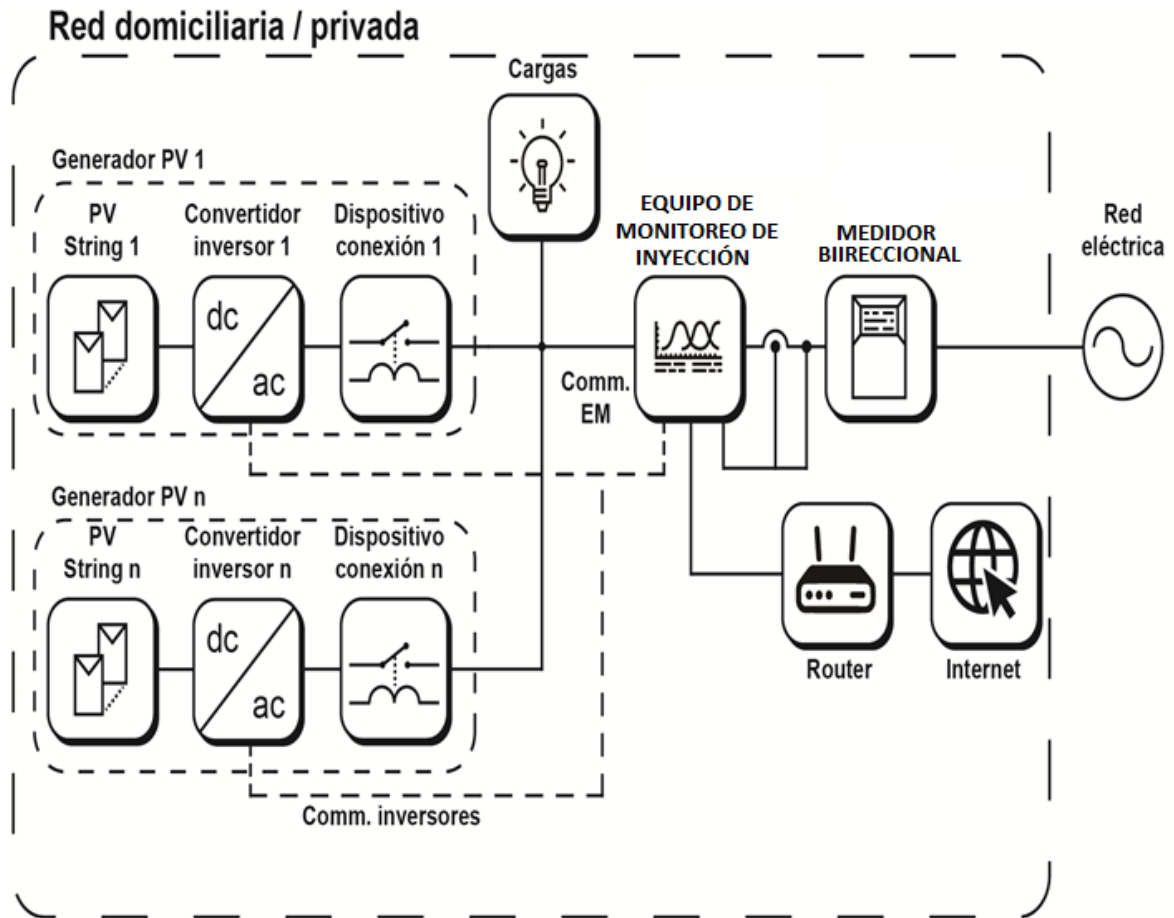 Red domiciliaria / privada
Cargas
Generador PV 1
PV
String 1
Convertidor
inversor 1
Dispositivo
conexión 1
dc
ac
EQUIPO DE
MONITOREO DE
INYECCIÓN
MEDIDOR
BIIRECCIONAL
Red
eléctrica
Comm.
EM
Generador PV n
PV
String n
Convertidor
inversor n
Dispositivo
conexión n
dc
ac
Router
Internet
Comm. inversores